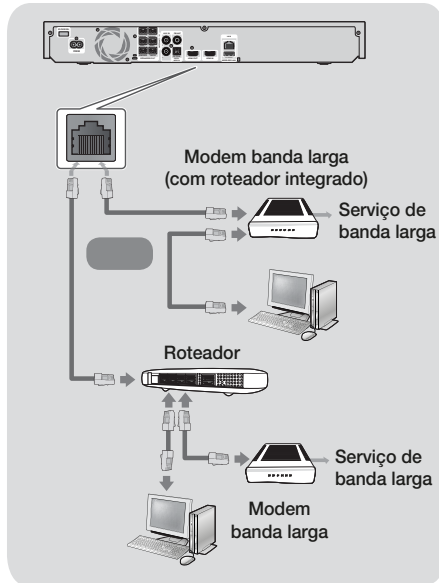 Modem banda larga
(com roteador integrado)
Serviço de
banda larga
Roteador
Serviço de
banda larga
Modem
banda larga